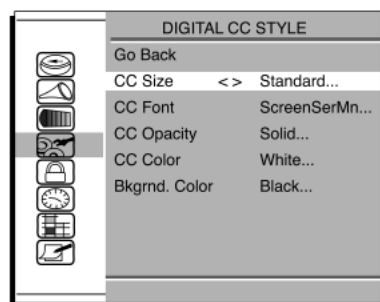 DIGITAL CC STYLE
Go Back
CC Size <> Standard...
CC Font ScreenSerMn...
CC Opacity Solid...
CC Color White...
Bkgrnd. Color Black...